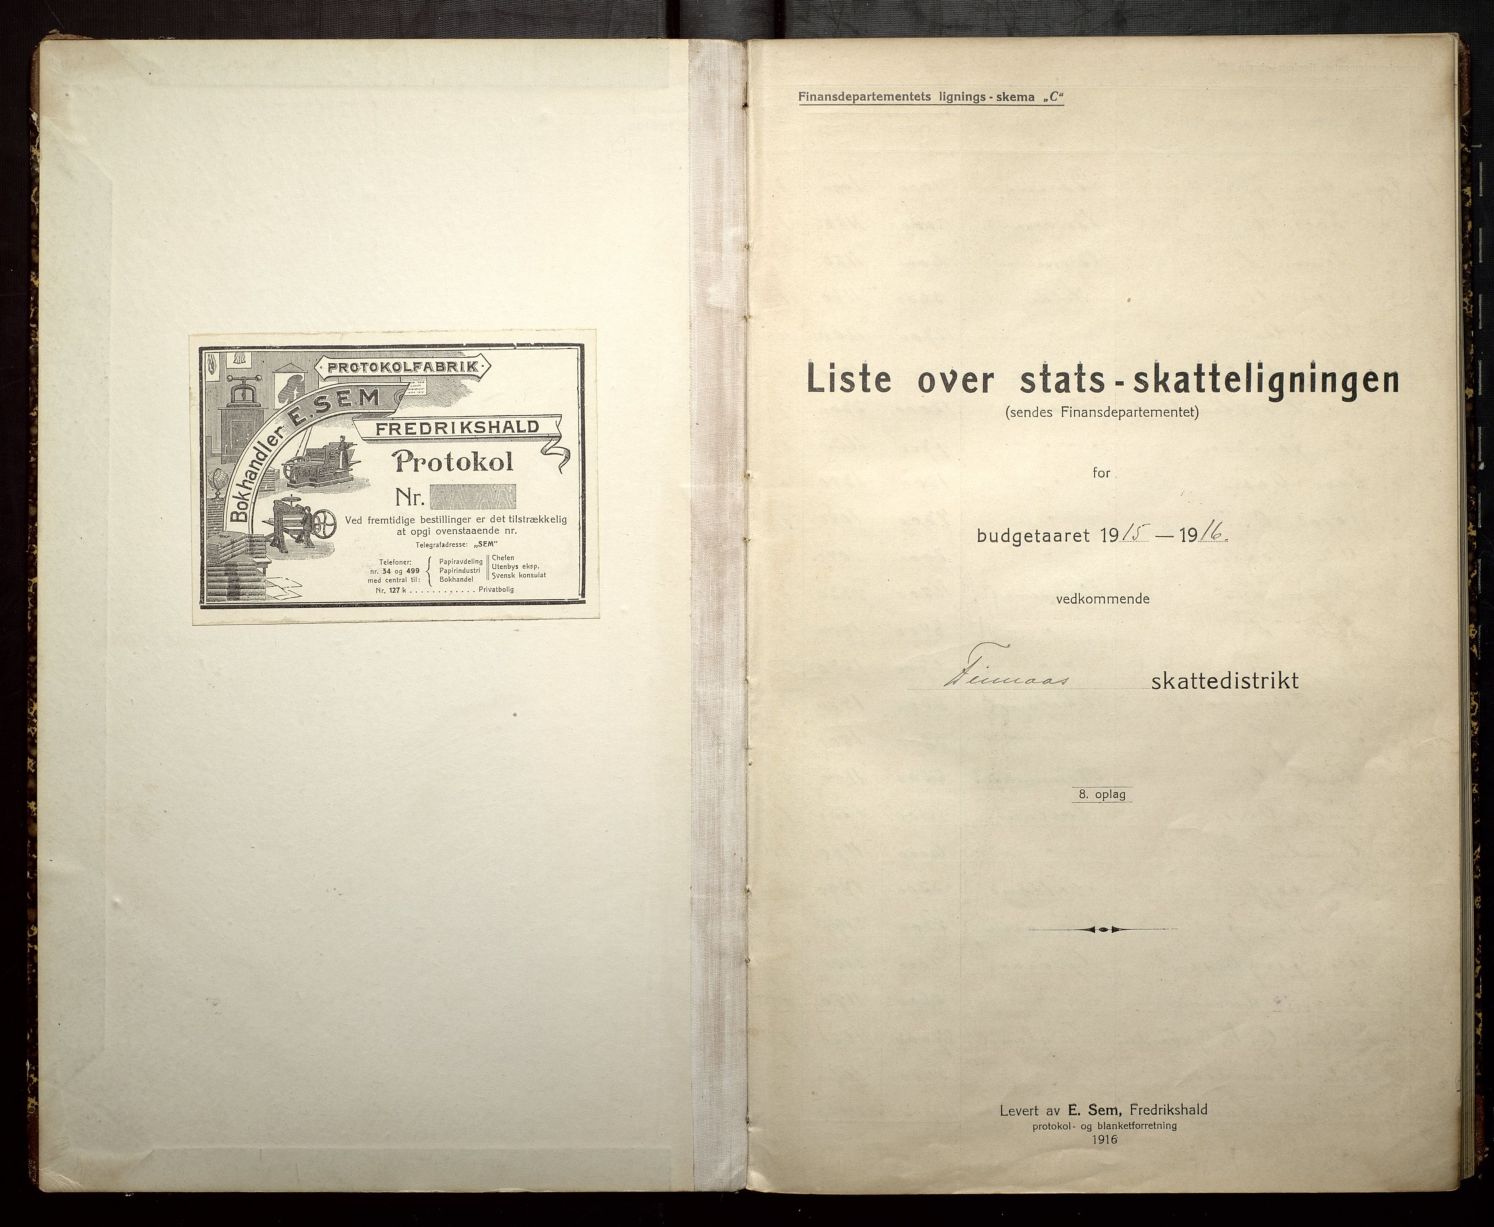 PROTOKOLFABRIK
Bokhandler E. SEM
FREDRIKSHALD
Protokol
Nr.
Ved fremtidige bestillinger er det tilstrækkelig
at opgi ovenstaaende nr.
Telegrafadresse: „SEM“
Telefoner:
nr. 54 og 499
med central til:
Papiravdeling
Papirindustri
Bokhandel
Chefen
Utenbys eksp.
Svensk konsulat
Nr. 127 k . . . . . . . . . . . . Privatbolig
Finansdepartementets lignings-skema „C“
Liste over stats-skatteligningen
(sendes Finansdepartementet)
for
budgetaaret 1915 — 1916.
vedkommende
Finnaas skattedistrikt
8. oplag
Levert av E. Sem, Fredrikshald
protokol- og blanketforretning
1916